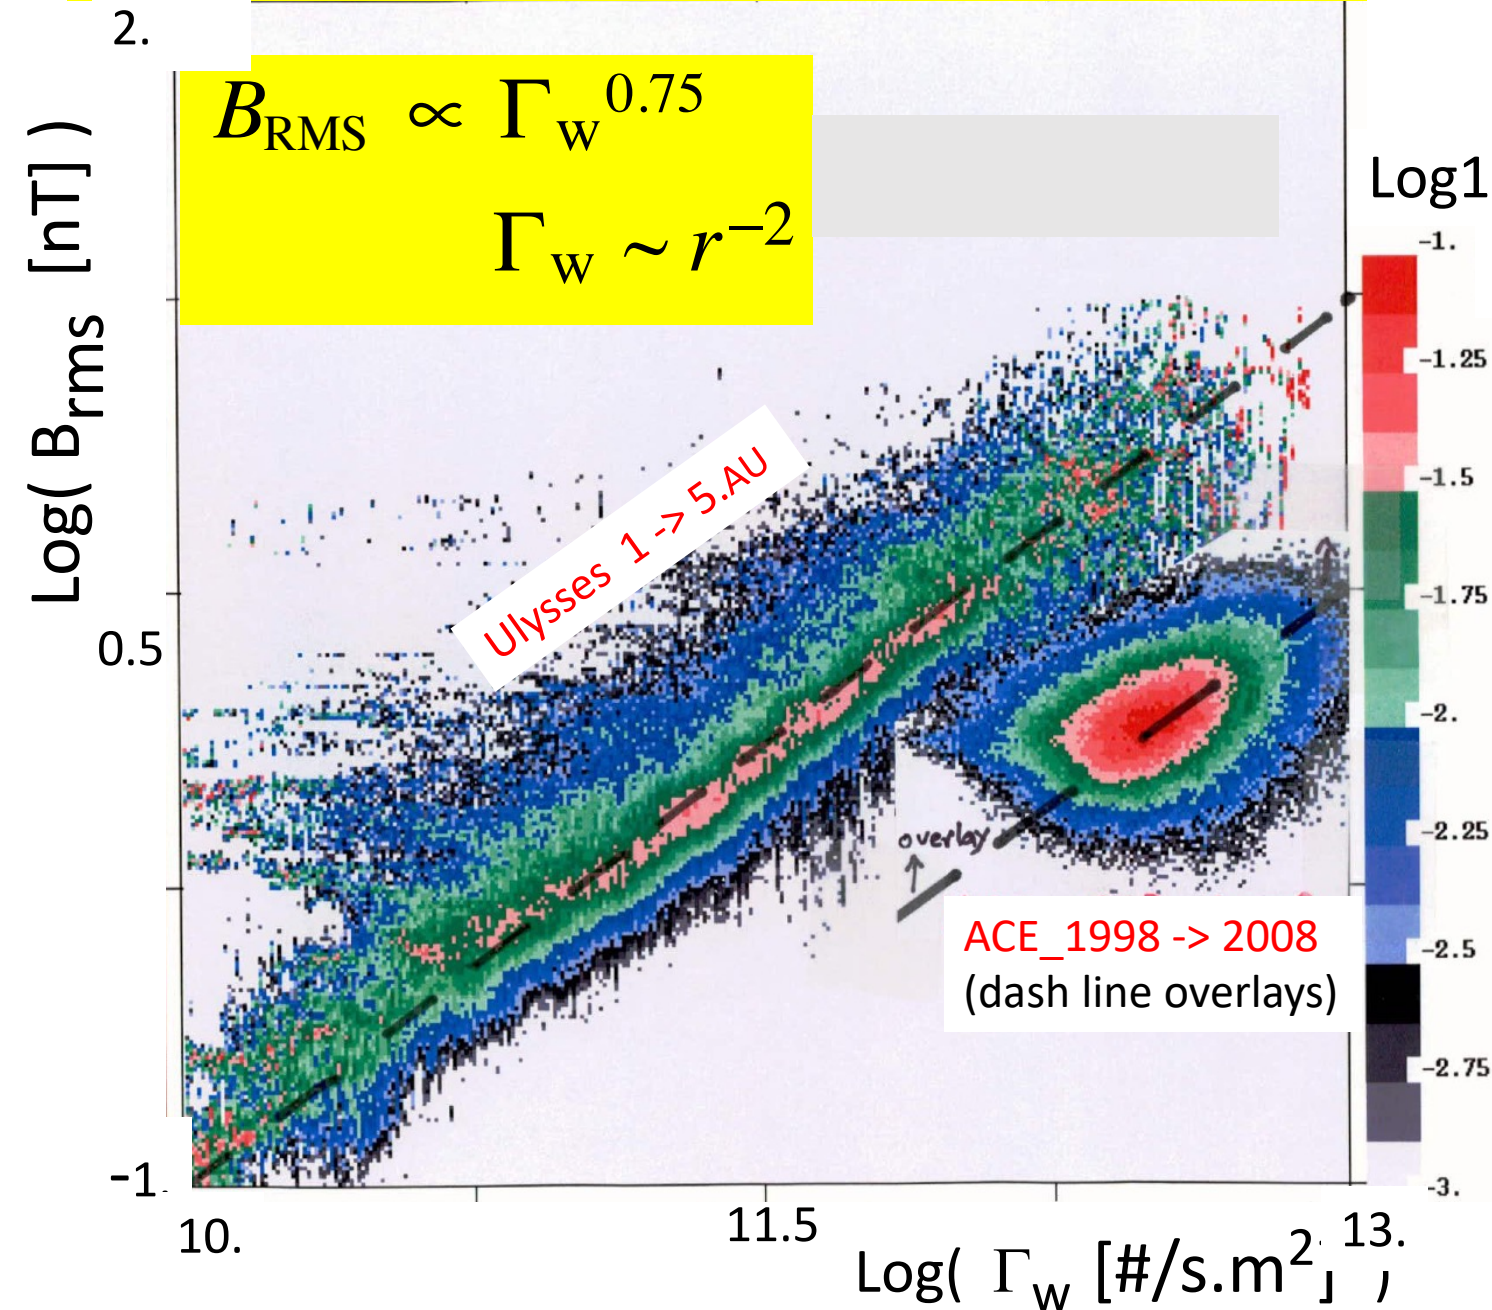 2.
B_RMS ∝ Γ_w^0.75
Γ_w ~ r^−2
Log( B_rms [nT] )
0.5
-1.
10.
11.5
13.
Log( Γ_w [#/s.m^2] )
Ulysses 1 -> 5.AU
overlay
ACE_1998 -> 2008
(dash line overlays)
Log1
-1.
-1.25
-1.5
-1.75
-2.
-2.25
-2.5
-2.75
-3.